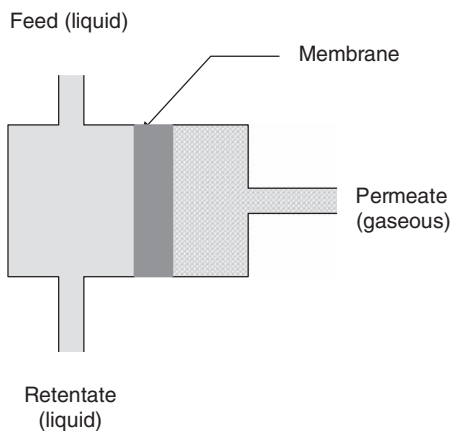 Feed (liquid)
Membrane
Permeate
(gaseous)
Retentate
(liquid)